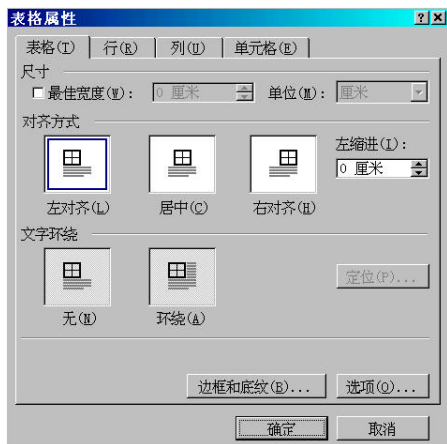 表格属性
表格(T) 行(R) 列(U) 单元格(E)
尺寸
最佳宽度(W): 0 厘米 单位(M): 厘米
对齐方式
左缩进(I):
0 厘米
左对齐(L) 居中(C) 右对齐(H)
文字环绕
定位(P)...
无(N) 环绕(A)
边框和底纹(B)... 选项(O)...
确定 取消